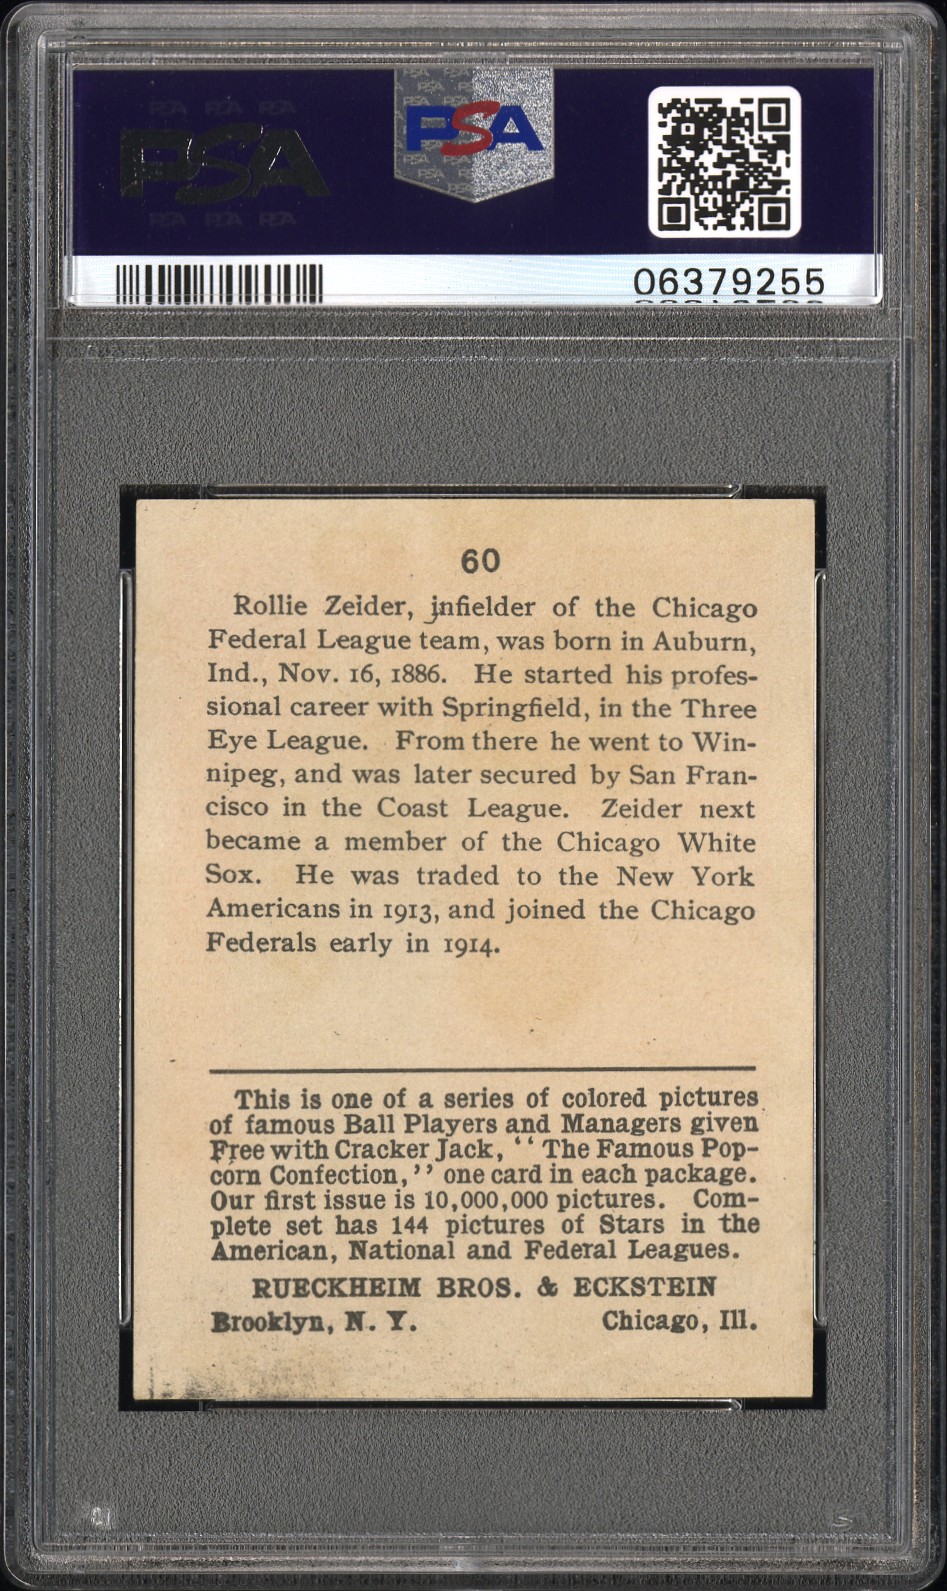 PSA PSA PSA
PSA
PSA PSA PSA
PSA
06379255
60
Rollie Zeider, infielder of the Chicago
Federal League team, was born in Auburn,
Ind., Nov. 16, 1886. He started his profes-
sional career with Springfield, in the Three
Eye League. From there he went to Win-
nipeg, and was later secured by San Fran-
cisco in the Coast League. Zeider next
became a member of the Chicago White
Sox. He was traded to the New York
Americans in 1913, and joined the Chicago
Federals early in 1914.
This is one of a series of colored pictures
of famous Ball Players and Managers given
Free with Cracker Jack, “The Famous Pop-
corn Confection,” one card in each package.
Our first issue is 10,000,000 pictures. Com-
plete set has 144 pictures of Stars in the
American, National and Federal Leagues.
RUECKHEIM BROS. & ECKSTEIN
Brooklyn, N. Y. Chicago, Ill.